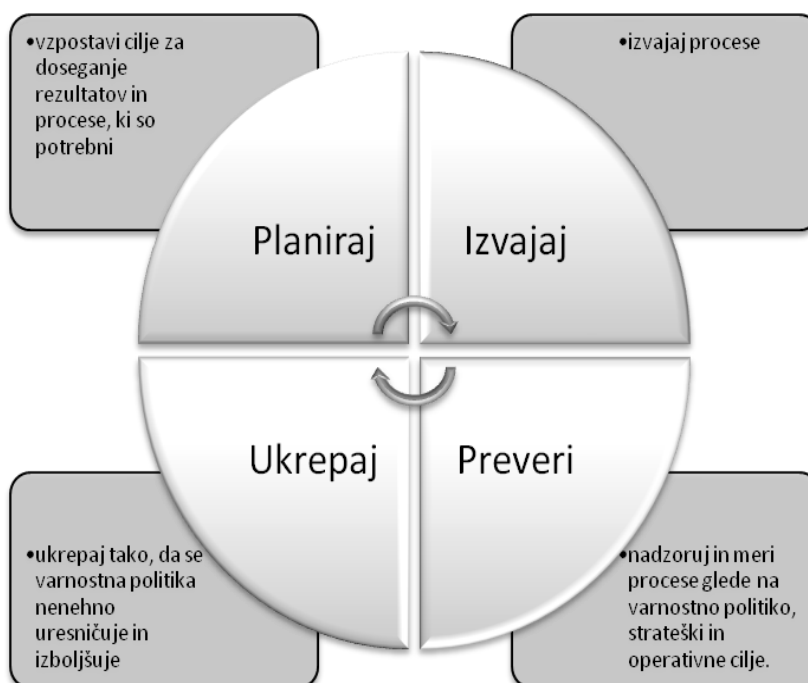 •vzpostavi cilje za
doseganje
rezultatov in
procese, ki so
potrebni
•izvajaj procese
Planiraj
Izvajaj
Ukrepaj
Preveri
•ukrepaj tako, da se
varnostna politika
nenehno
uresničuje in
izboljšuje
•nadzoruj in meri
procese glede na
varnostno politiko,
strateški in
operativne cilje.